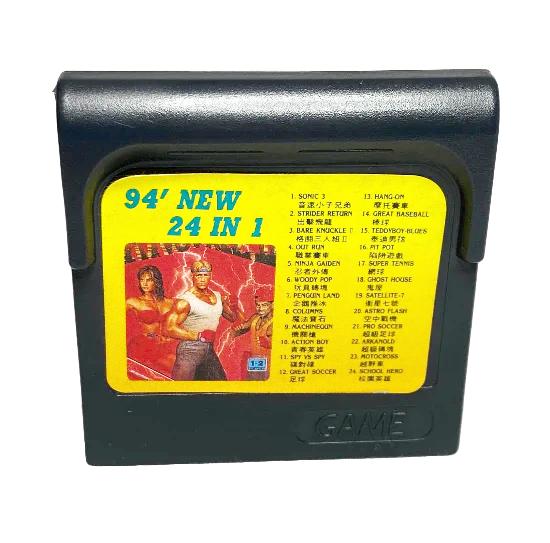 94' NEW
24 IN 1
1. SONIC 3
音速小子兄弟
2. STRIDER RETURN
出擊飛龍
3. BARE KNUCKLE II
格鬪三人組 II
4. OUT RUN
職業賽車
5. NINJA GAIDEN
忍者外傳
6. WOODY POP
玩具磚塊
7. PENGUIN LAND
企鵝推冰
8. COLUMNS
魔法寶石
9. MACHINEGUN
機關槍
10. ACTION BOY
青春英雄
11. SPY VS SPY
諜對諜
12. GREAT SOCCER
足球
13. HANG-ON
摩托賽車
14. GREAT BASEBALL
棒球
15. TEDDYBOY-BLUES
泰迪男孩
16. PIT POT
陷阱遊戲
17. SUPER TENNIS
網球
18. GHOST HOUSE
鬼屋
19. SATELLITE-7
衛星七號
20. ASTRO FLASH
空中戰機
21. PRO SOCCER
超級足球
22. ARKANOLD
超級磚塊
23. MOTOCROSS
越野車
24. SCHOOL HERO
校園英雄
1·2
GAME